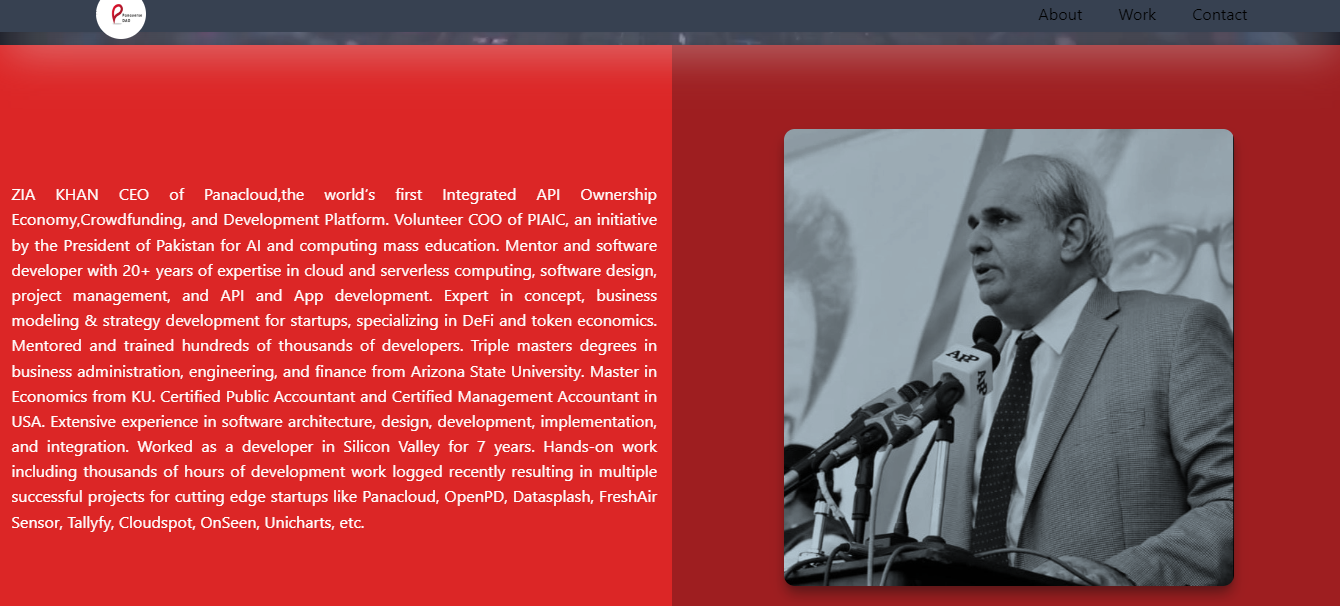 Panaverse
DAO
About Work Contact
ZIA KHAN CEO of Panacloud,the world's first Integrated API Ownership
Economy,Crowdfunding, and Development Platform. Volunteer COO of PIAIC, an initiative
by the President of Pakistan for AI and computing mass education. Mentor and software
developer with 20+ years of expertise in cloud and serverless computing, software design,
project management, and API and App development. Expert in concept, business
modeling & strategy development for startups, specializing in DeFi and token economics.
Mentored and trained hundreds of thousands of developers. Triple masters degrees in
business administration, engineering, and finance from Arizona State University. Master in
Economics from KU. Certified Public Accountant and Certified Management Accountant in
USA. Extensive experience in software architecture, design, development, implementation,
and integration. Worked as a developer in Silicon Valley for 7 years. Hands-on work
including thousands of hours of development work logged recently resulting in multiple
successful projects for cutting edge startups like Panacloud, OpenPD, Datasplash, FreshAir
Sensor, Tallyfy, Cloudspot, OnSeen, Unicharts, etc.
APP
APP